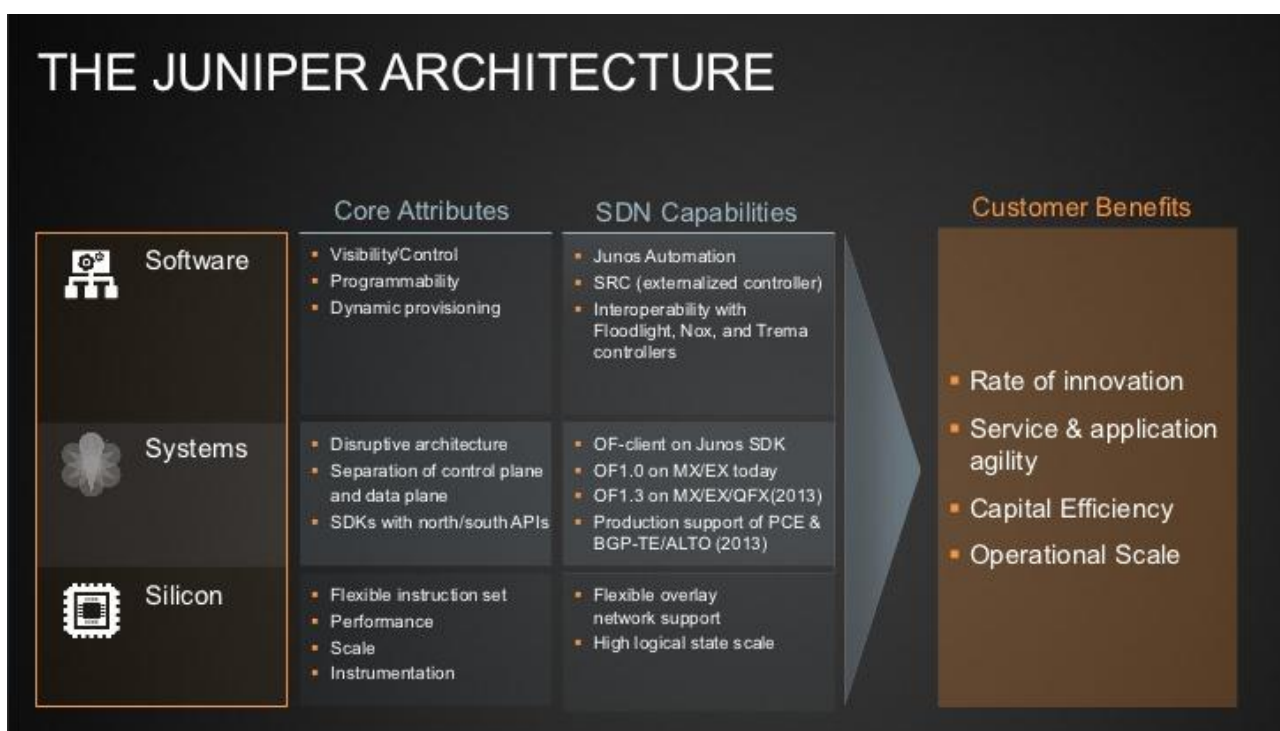 THE JUNIPER ARCHITECTURE
Core Attributes
SDN Capabilities
Customer Benefits
Software
▪ Visibility/Control
▪ Programmability
▪ Dynamic provisioning
▪ Junos Automation
▪ SRC (externalized controller)
▪ Interoperability with
Floodlight, Nox, and Trema
controllers
Systems
▪ Disruptive architecture
▪ Separation of control plane
and data plane
▪ SDKs with north/south APIs
▪ OF-client on Junos SDK
▪ OF1.0 on MX/EX today
▪ OF1.3 on MX/EX/QFX(2013)
▪ Production support of PCE &
BGP-TE/ALTO (2013)
Silicon
▪ Flexible instruction set
▪ Performance
▪ Scale
▪ Instrumentation
▪ Flexible overlay
network support
▪ High logical state scale
▪ Rate of innovation
▪ Service & application
agility
▪ Capital Efficiency
▪ Operational Scale